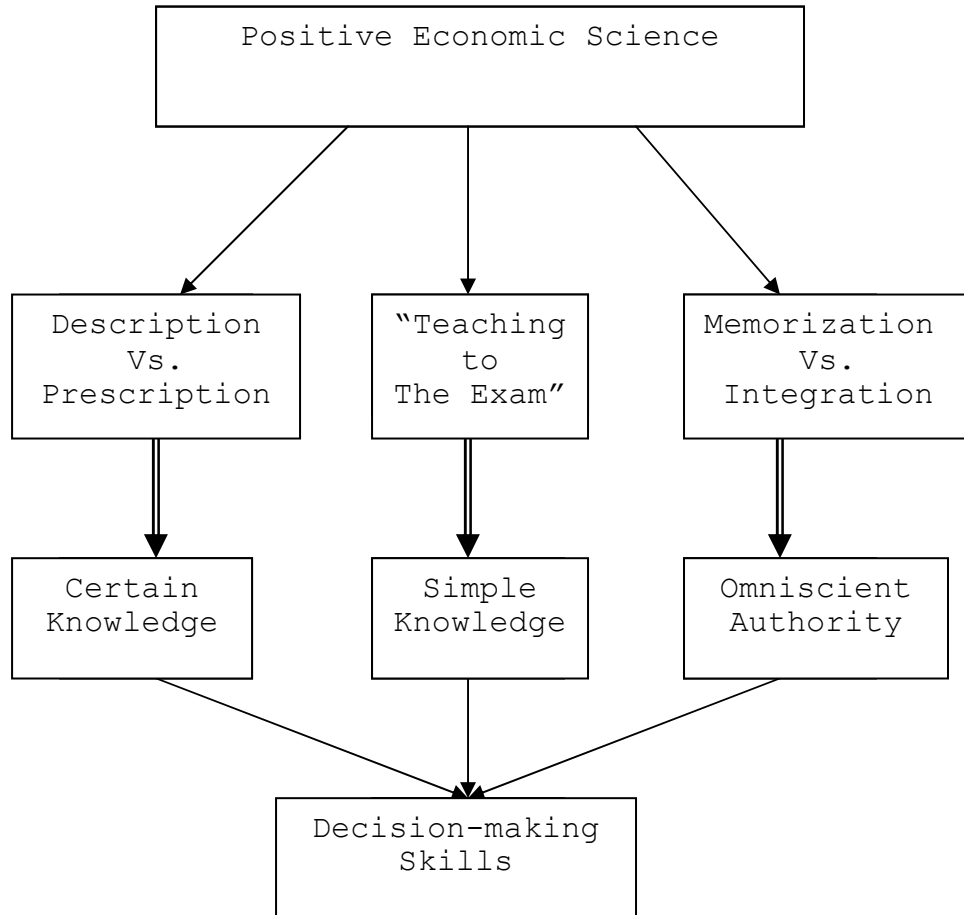 Positive Economic Science
Description
Vs.
Prescription
“Teaching
to
The Exam”
Memorization
Vs.
Integration
Certain
Knowledge
Simple
Knowledge
Omniscient
Authority
Decision-making
Skills